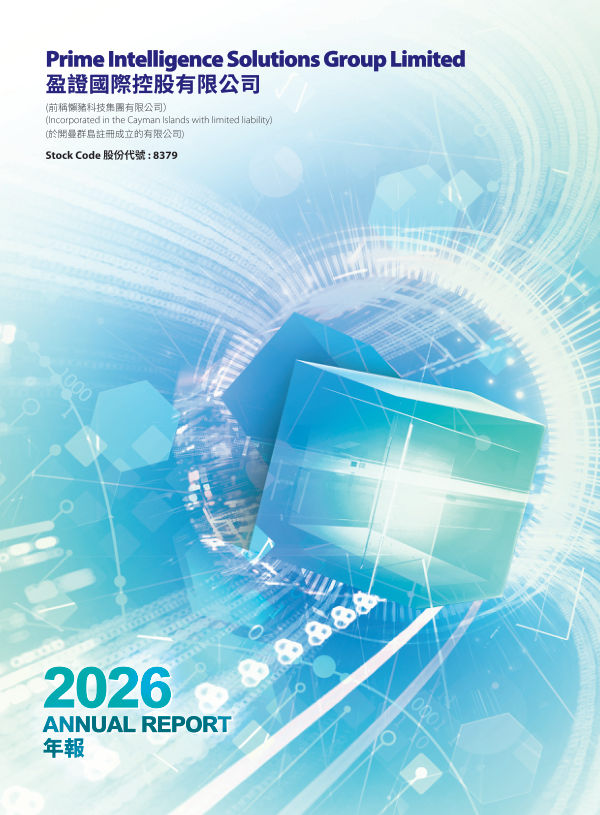 Prime Intelligence Solutions Group Limited
盈證國際控股有限公司
(前稱懶豬科技集團有限公司)
(Incorporated in the Cayman Islands with limited liability)
(於開曼群島註冊成立的有限公司)
Stock Code 股份代號 : 8379
1000
1000
2026
ANNUAL REPORT
年報